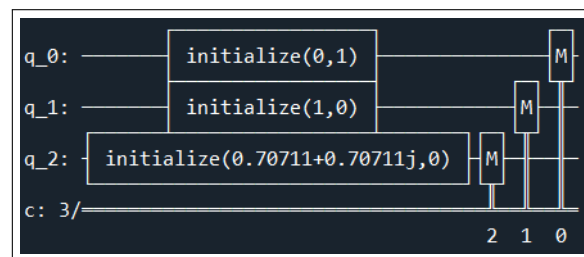 q_0: initialize(0,1) M
q_1: initialize(1,0) M
q_2: initialize(0.70711+0.70711j,0) M
c: 3/
2 1 0